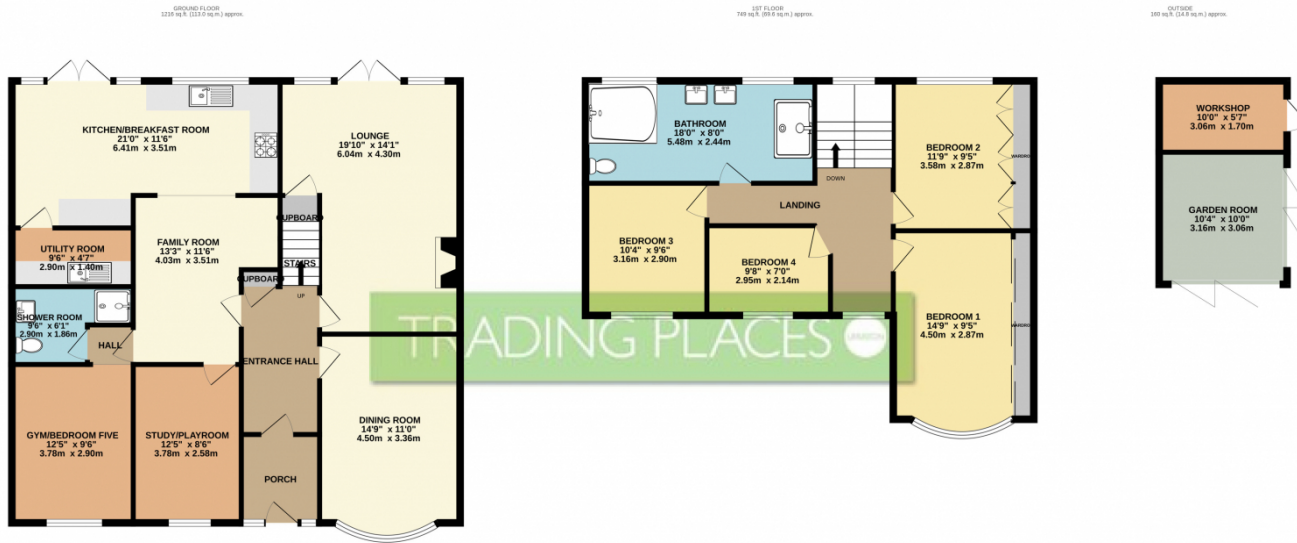 GROUND FLOOR
1216 sq.ft. (113.0 sq.m.) approx.
KITCHEN/BREAKFAST ROOM
21'0" x 11'6"
6.41m x 3.51m
LOUNGE
19'10" x 14'1"
6.04m x 4.30m
CUPBOARD
FAMILY ROOM
13'3" x 11'6"
4.03m x 3.51m
UTILITY ROOM
9'6" x 4'7"
2.90m x 1.40m
STAIRS
CUPBOARD
UP
SHOWER ROOM
9'6" x 6'1"
2.90m x 1.86m
HALL
ENTRANCE HALL
DINING ROOM
14'9" x 11'0"
4.50m x 3.36m
GYM/BEDROOM FIVE
12'5" x 9'6"
3.78m x 2.90m
STUDY/PLAYROOM
12'5" x 8'6"
3.78m x 2.58m
PORCH
1ST FLOOR
749 sq.ft. (69.6 sq.m.) approx.
BATHROOM
18'0" x 8'0"
5.48m x 2.44m
BEDROOM 2
11'9" x 9'5"
3.58m x 2.87m
DOWN
LANDING
BEDROOM 3
10'4" x 9'6"
3.16m x 2.90m
BEDROOM 4
9'8" x 7'0"
2.95m x 2.14m
BEDROOM 1
14'9" x 9'5"
4.50m x 2.87m
OUTSIDE
160 sq.ft. (14.8 sq.m.) approx.
WORKSHOP
10'0" x 5'7"
3.06m x 1.70m
GARDEN ROOM
10'4" x 10'0"
3.16m x 3.06m
TRADING PLACES